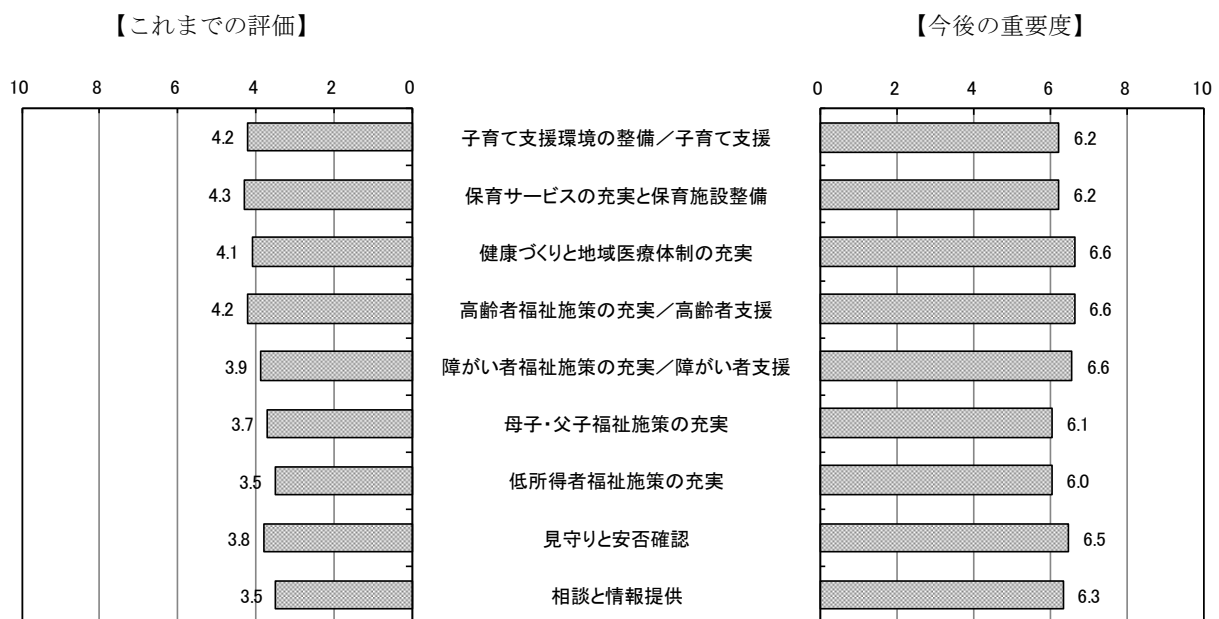 【これまでの評価】 【今後の重要度】
10 8 6 4 2 0 0 2 4 6 8 10
4.2 子育て支援環境の整備／子育て支援 6.2
4.3 保育サービスの充実と保育施設整備 6.2
4.1 健康づくりと地域医療体制の充実 6.6
4.2 高齢者福祉施策の充実／高齢者支援 6.6
3.9 障がい者福祉施策の充実／障がい者支援 6.6
3.7 母子・父子福祉施策の充実 6.1
3.5 低所得者福祉施策の充実 6.0
3.8 見守りと安否確認 6.5
3.5 相談と情報提供 6.3